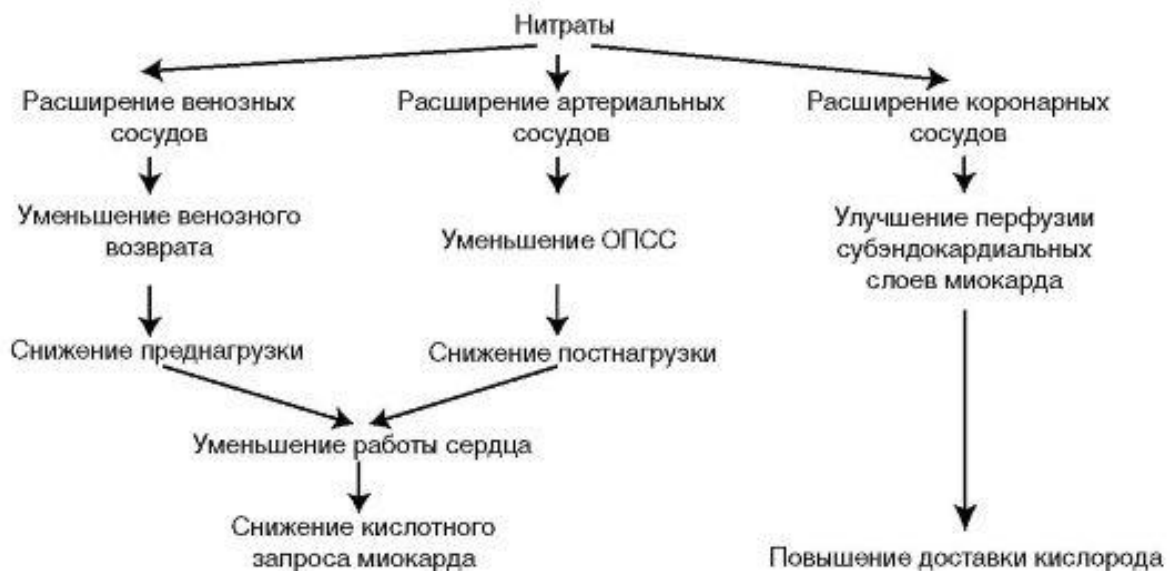 Нитраты
Расширение венозных
сосудов
Расширение артериальных
сосудов
Расширение коронарных
сосудов
Уменьшение венозного
возврата
Уменьшение ОПСС
Улучшение перфузии
субэндокардиальных
слоев миокарда
Снижение преднагрузки
Снижение постнагрузки
Уменьшение работы сердца
Снижение кислотного
запроса миокарда
Повышение доставки кислорода